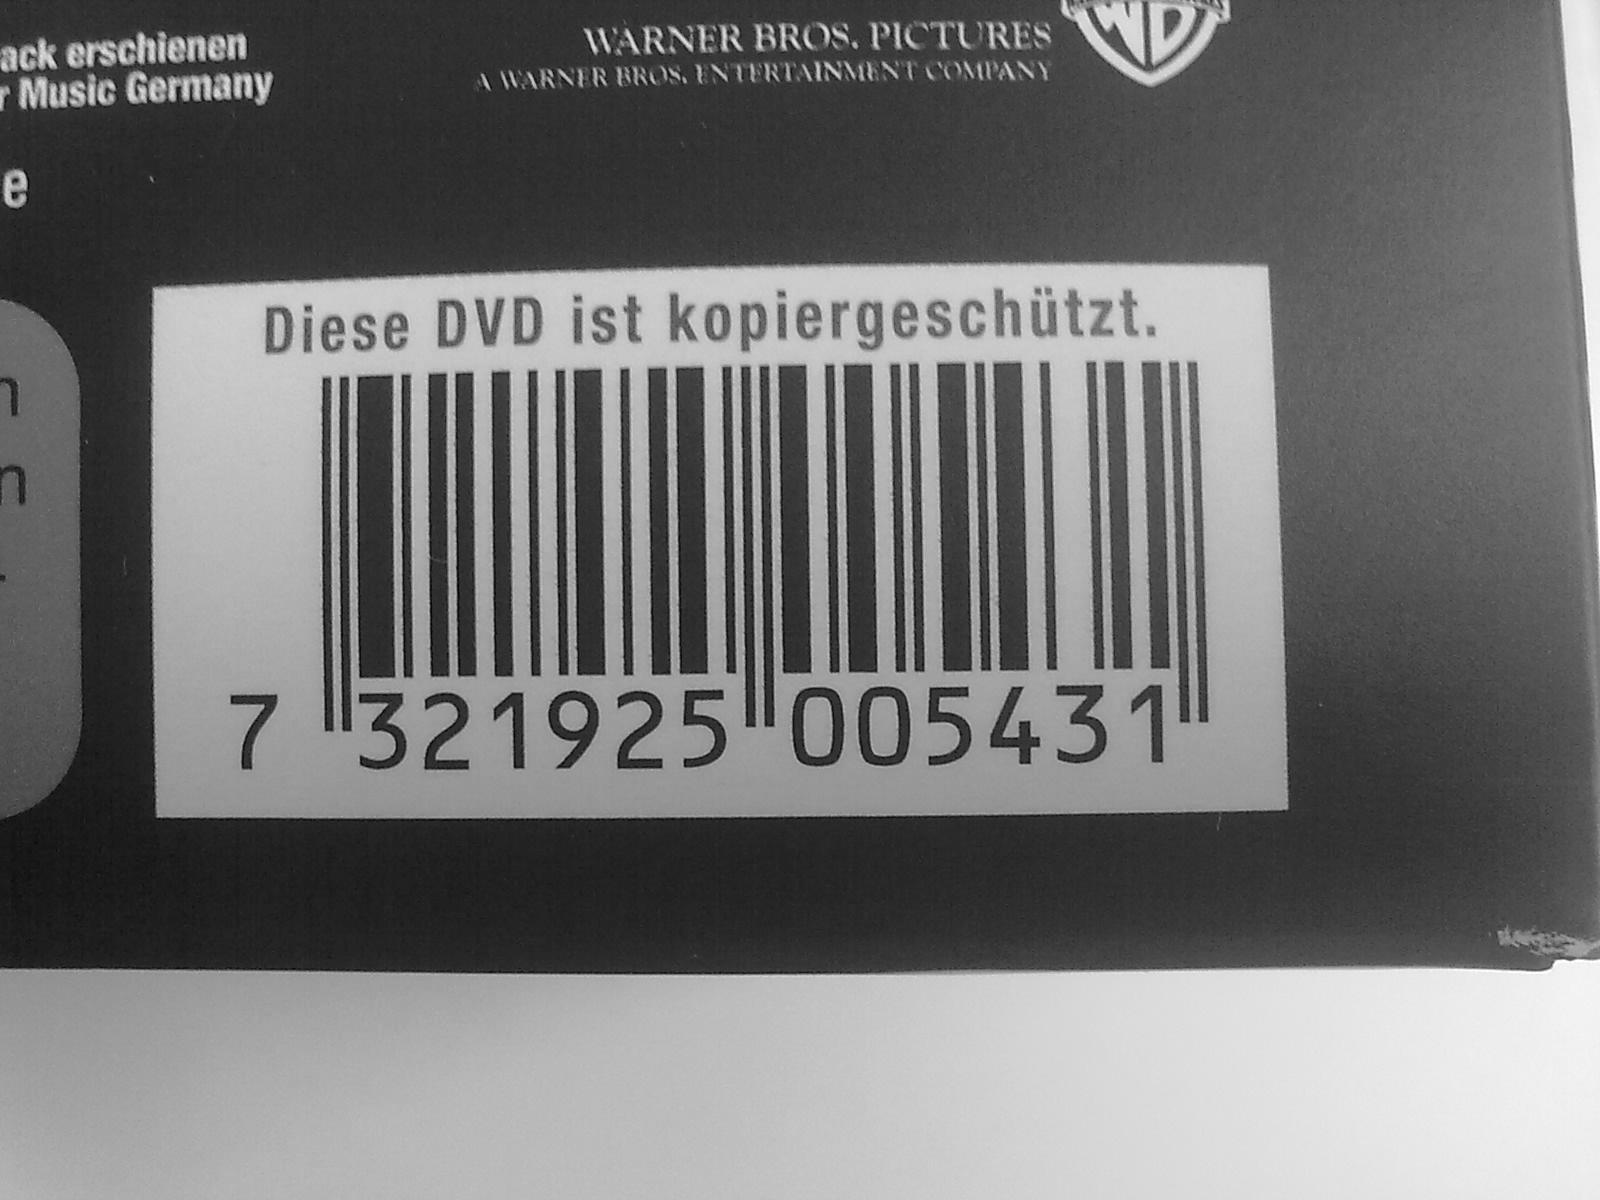 ack erschienen
r Music Germany
WARNER BROS. PICTURES
A WARNER BROS. ENTERTAINMENT COMPANY
WB
e
n
n
Diese DVD ist kopiergeschützt.
7 321925 005431